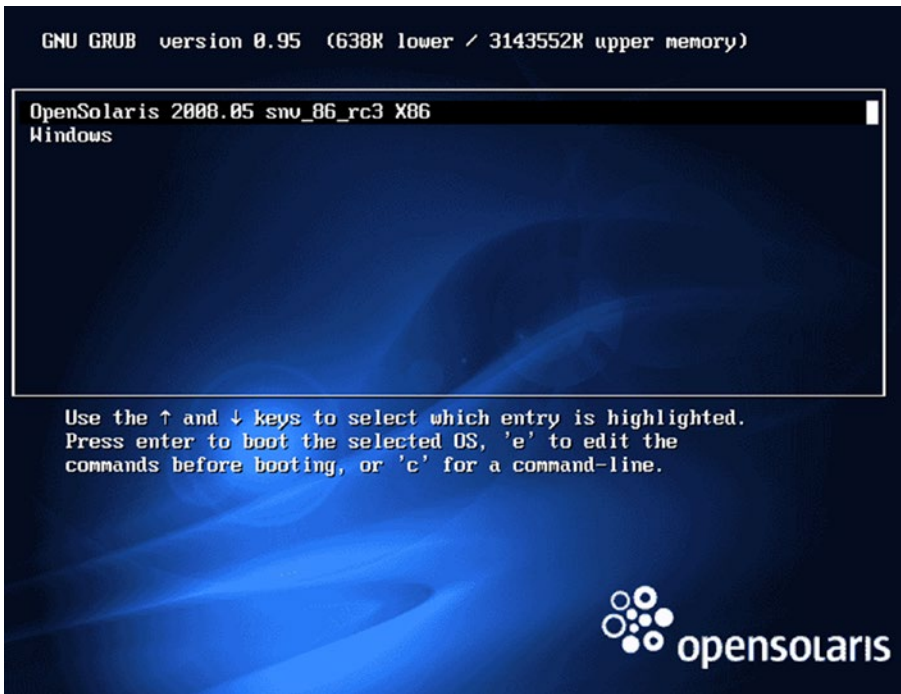 GNU GRUB version 0.95 (638K lower / 3143552K upper memory)
OpenSolaris 2008.05 snv_86_rc3 X86
Windows
Use the ↑ and ↓ keys to select which entry is highlighted.
Press enter to boot the selected OS, 'e' to edit the
commands before booting, or 'c' for a command-line.
opensolaris